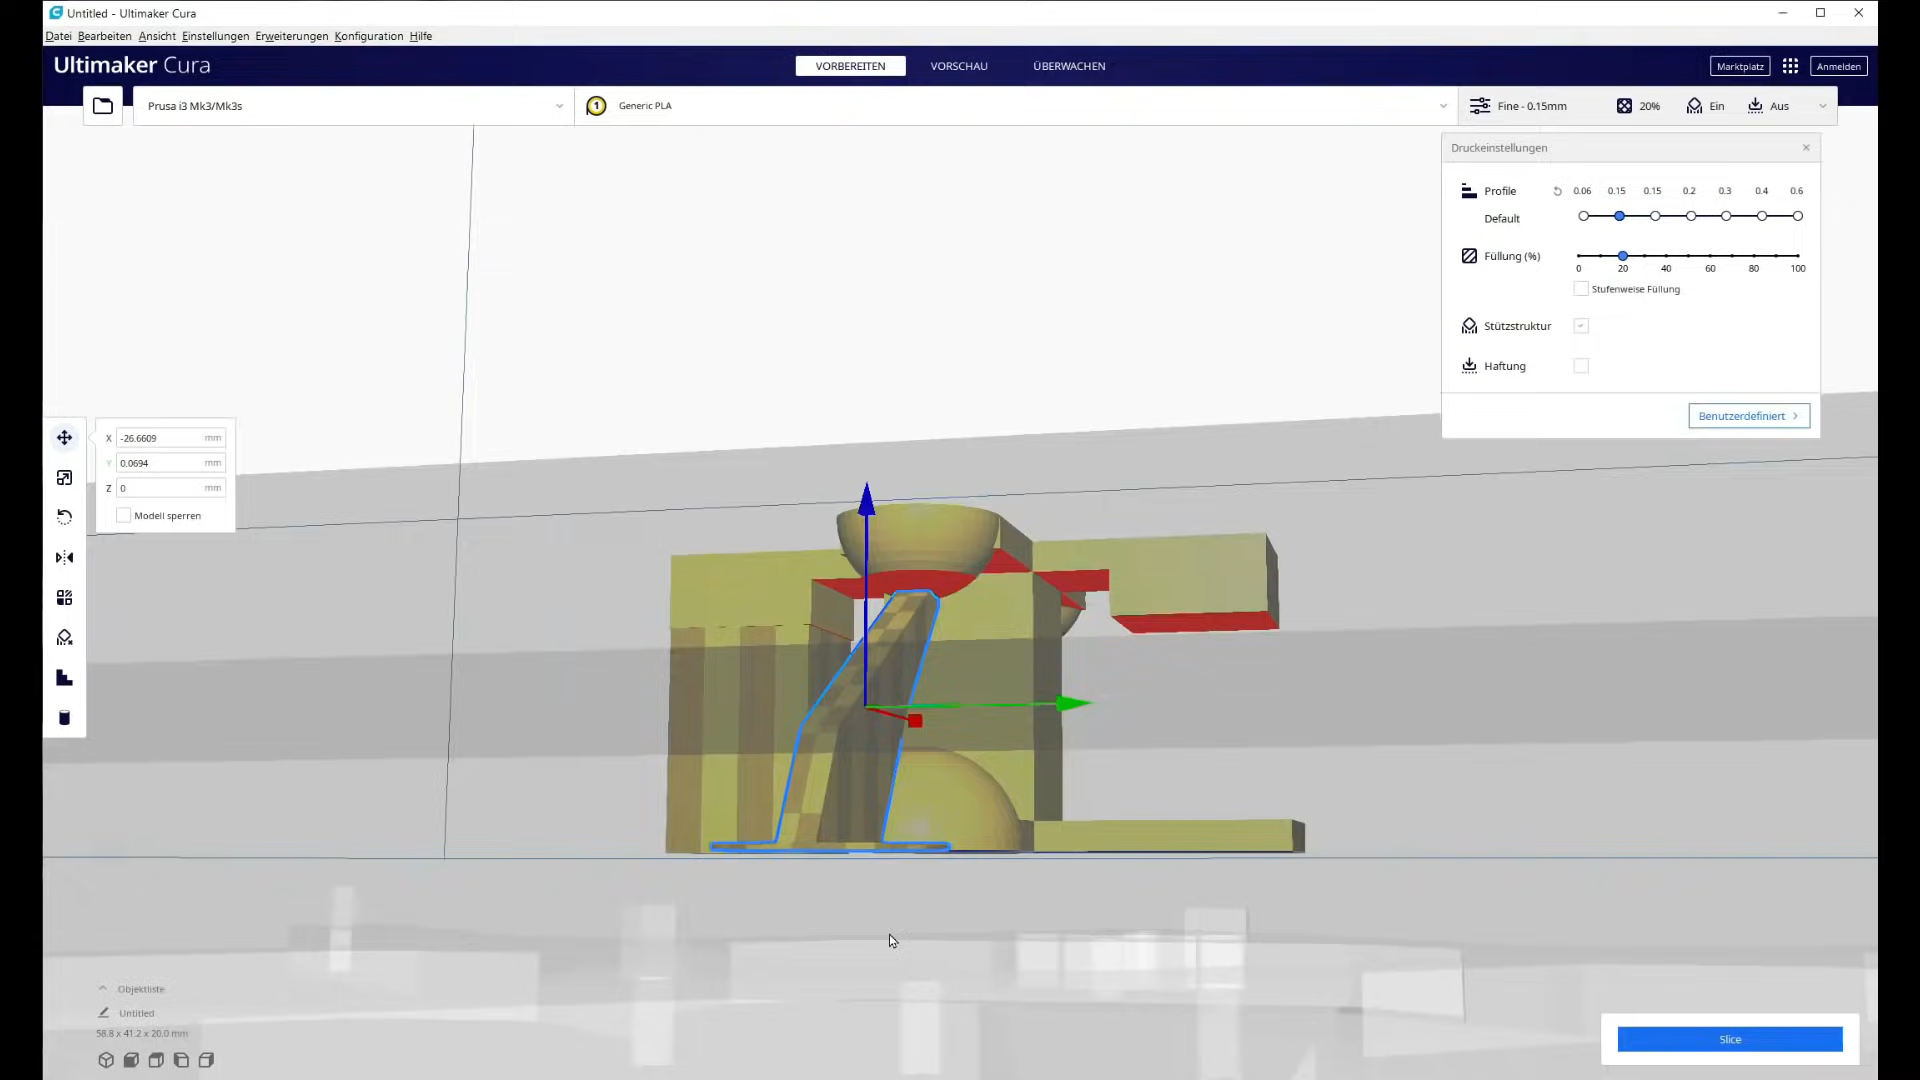 Untitled - Ultimaker Cura
Datei Bearbeiten Ansicht Einstellungen Erweiterungen Konfiguration Hilfe
Ultimaker Cura
VORBEREITEN VORSCHAU ÜBERWACHEN
Marktplatz Anmelden
Prusa i3 Mk3/Mk3s
1 Generic PLA
Fine - 0.15mm 20% Ein Aus
Druckeinstellungen
Profile 0.06 0.15 0.15 0.2 0.3 0.4 0.6
Default
Füllung (%)
0 20 40 60 80 100
Stufenweise Füllung
Stützstruktur
Haftung
Benutzerdefiniert
X -26.6609 mm
Y 0.0694 mm
Z 0 mm
Modell sperren
Objektliste
Untitled
58.8 x 41.2 x 20.0 mm
Slice